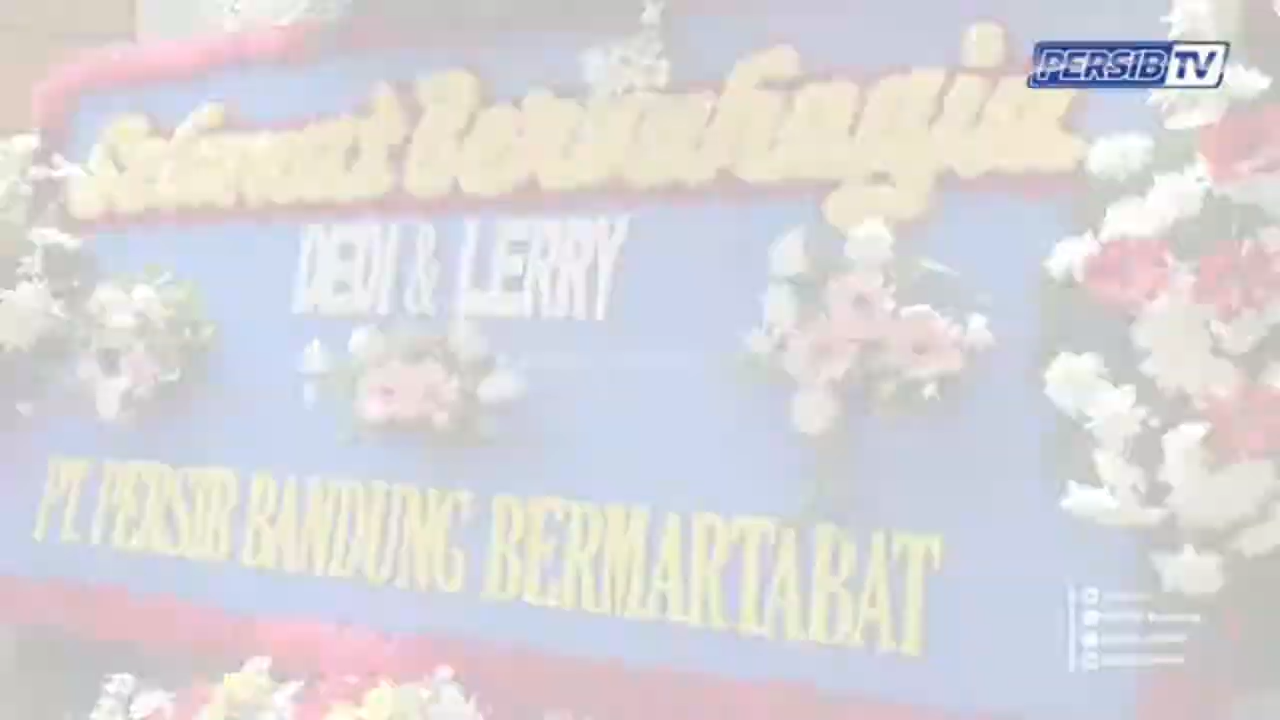 PERSIB TV
Selamat Berbahagia
DEDI & LERRY
PT. PERSIB BANDUNG BERMARTABAT